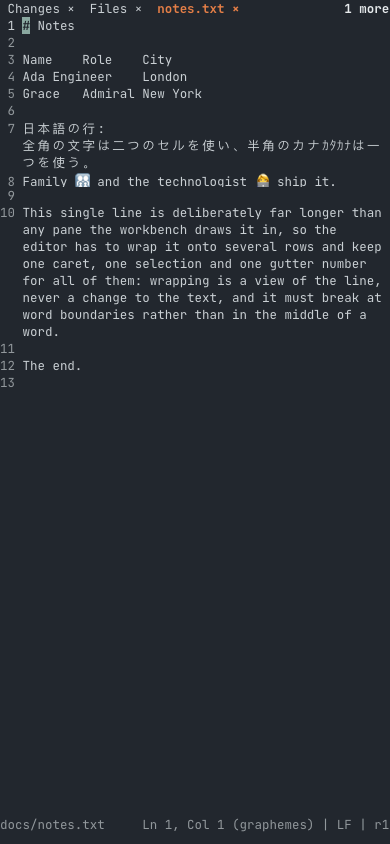 Changes × Files × notes.txt × 1 more
1 # Notes
2
3 Name Role City
4 Ada Engineer London
5 Grace Admiral New York
6
7 日本語の行:
全角の文字は二つのセルを使い、半角のカナｶﾀｶﾅは一
つを使う。
8 Family 👪 and the technologist 🧑‍💻 ship it.
9
10 This single line is deliberately far longer than
any pane the workbench draws it in, so the
editor has to wrap it onto several rows and keep
one caret, one selection and one gutter number
for all of them: wrapping is a view of the line,
never a change to the text, and it must break at
word boundaries rather than in the middle of a
word.
11
12 The end.
13
docs/notes.txt Ln 1, Col 1 (graphemes) | LF | r1